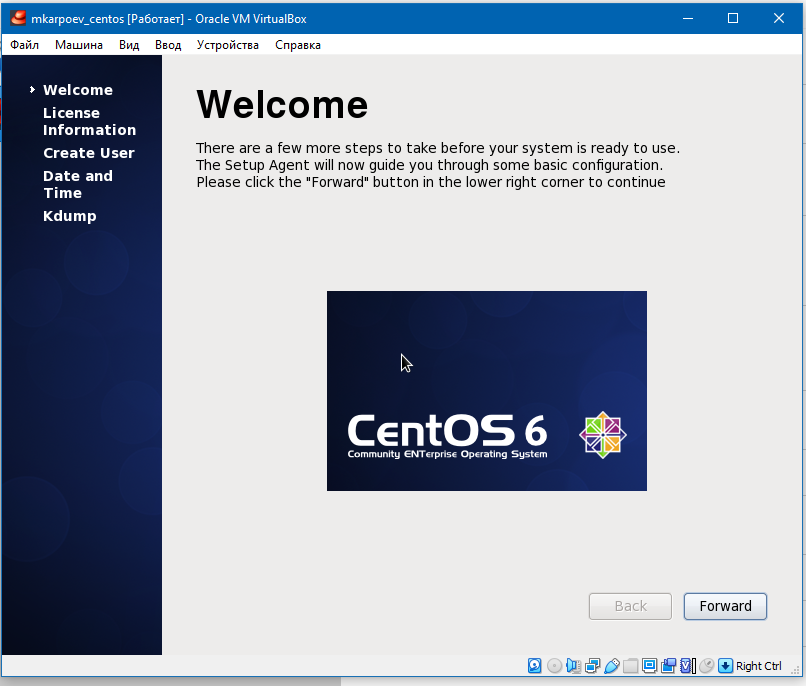 mkarpoev_centos [Работает] - Oracle VM VirtualBox
Файл Машина Вид Ввод Устройства Справка
Welcome
License
Information
Create User
Date and
Time
Kdump
Welcome
There are a few more steps to take before your system is ready to use.
The Setup Agent will now guide you through some basic configuration.
Please click the "Forward" button in the lower right corner to continue
CentOS 6
Community ENTerprise Operating System
Back Forward
Right Ctrl